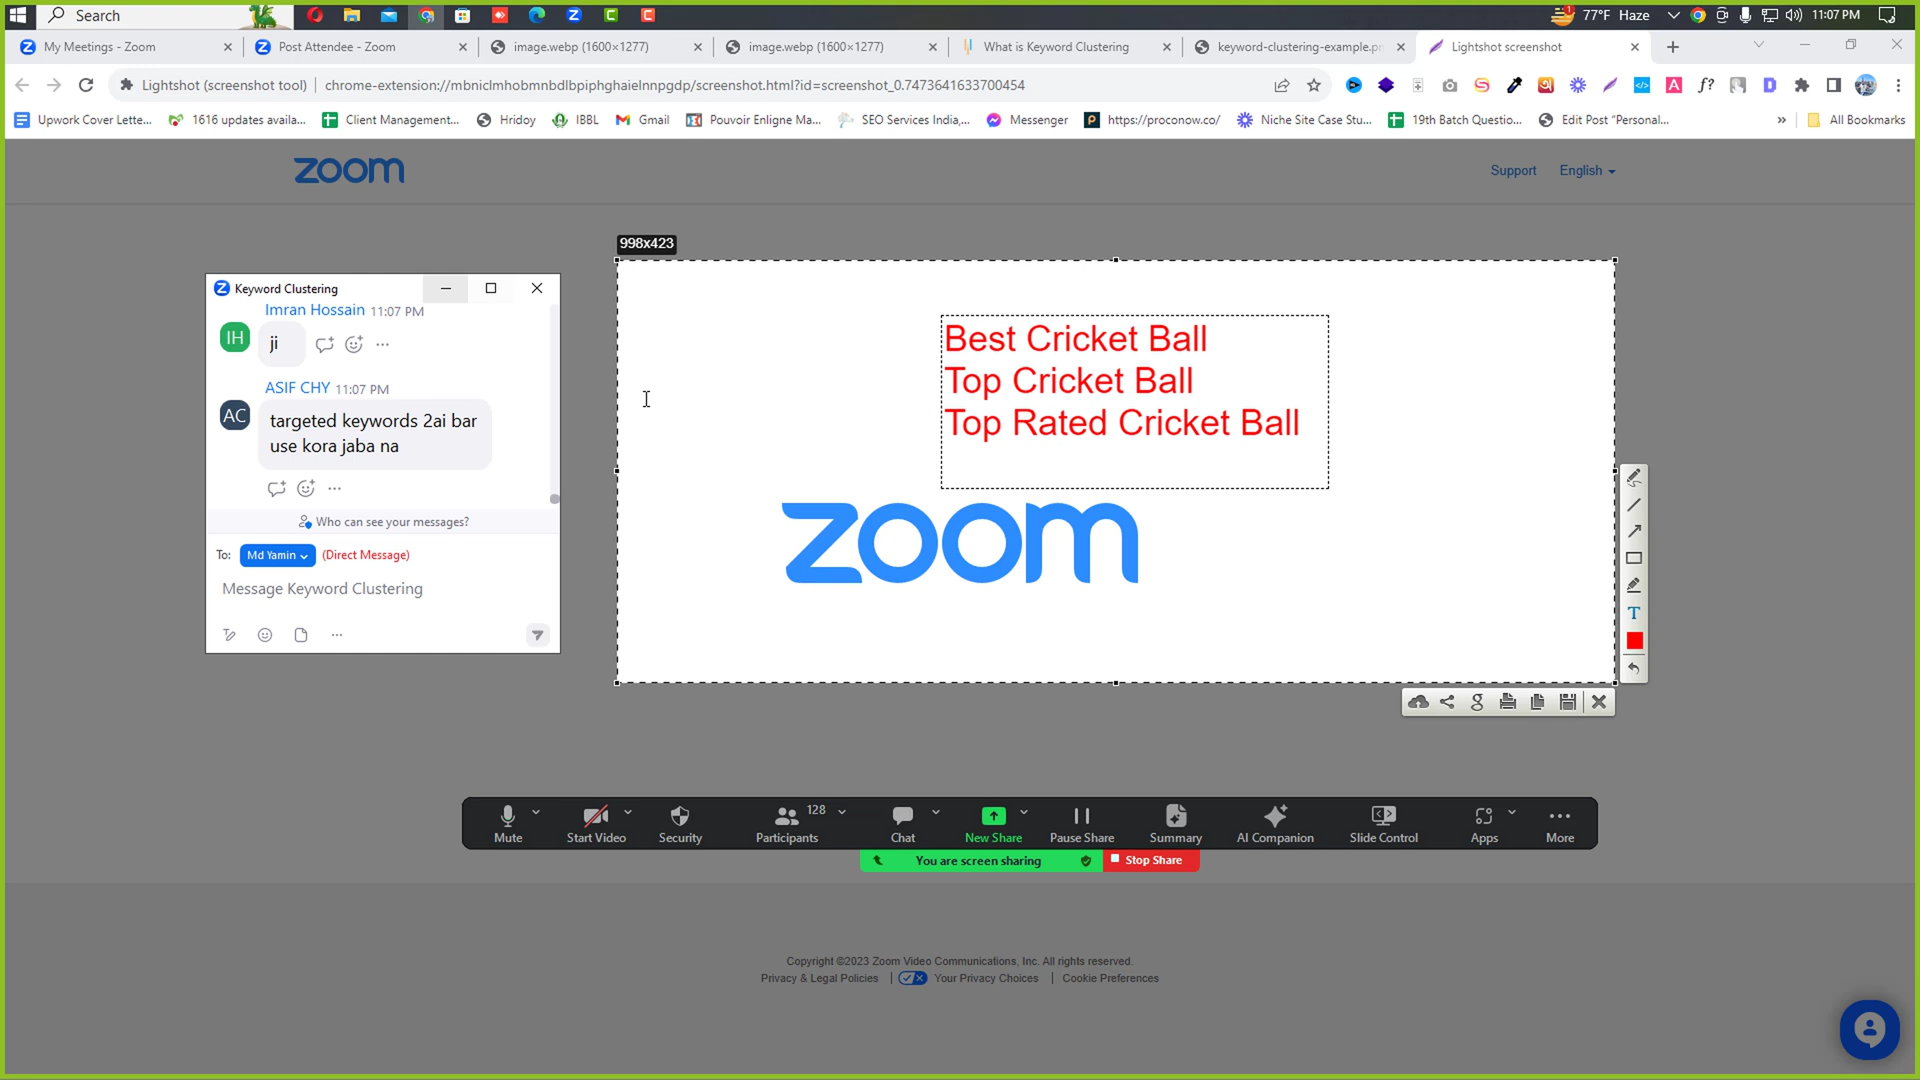 Search
77°F Haze
11:07 PM
My Meetings - Zoom
Post Attendee - Zoom
image.webp (1600×1277)
image.webp (1600×1277)
What is Keyword Clustering
keyword-clustering-example.pn
Lightshot screenshot
Lightshot (screenshot tool)
chrome-extension://mbniclmhobmnbdlbpiphghaielnnpgdp/screenshot.html?id=screenshot_0.7473641633700454
Upwork Cover Lette...
1616 updates availa...
Client Management...
Hridoy
IBBL
Gmail
Pouvoir Enligne Ma...
SEO Services India,...
Messenger
https://proconow.co/
Niche Site Case Stu...
19th Batch Questio...
Edit Post "Personal...
All Bookmarks
zoom
Support
English
998x423
Keyword Clustering
Imran Hossain 11:07 PM
IH
ji
ASIF CHY 11:07 PM
AC
targeted keywords 2ai bar
use kora jaba na
Who can see your messages?
To: Md Yamin (Direct Message)
Message Keyword Clustering
Best Cricket Ball
Top Cricket Ball
Top Rated Cricket Ball
zoom
T
Mute
Start Video
Security
Participants
128
Chat
New Share
Pause Share
Summary
AI Companion
Slide Control
Apps
More
You are screen sharing
Stop Share
Copyright ©2023 Zoom Video Communications, Inc. All rights reserved.
Privacy & Legal Policies | Your Privacy Choices | Cookie Preferences